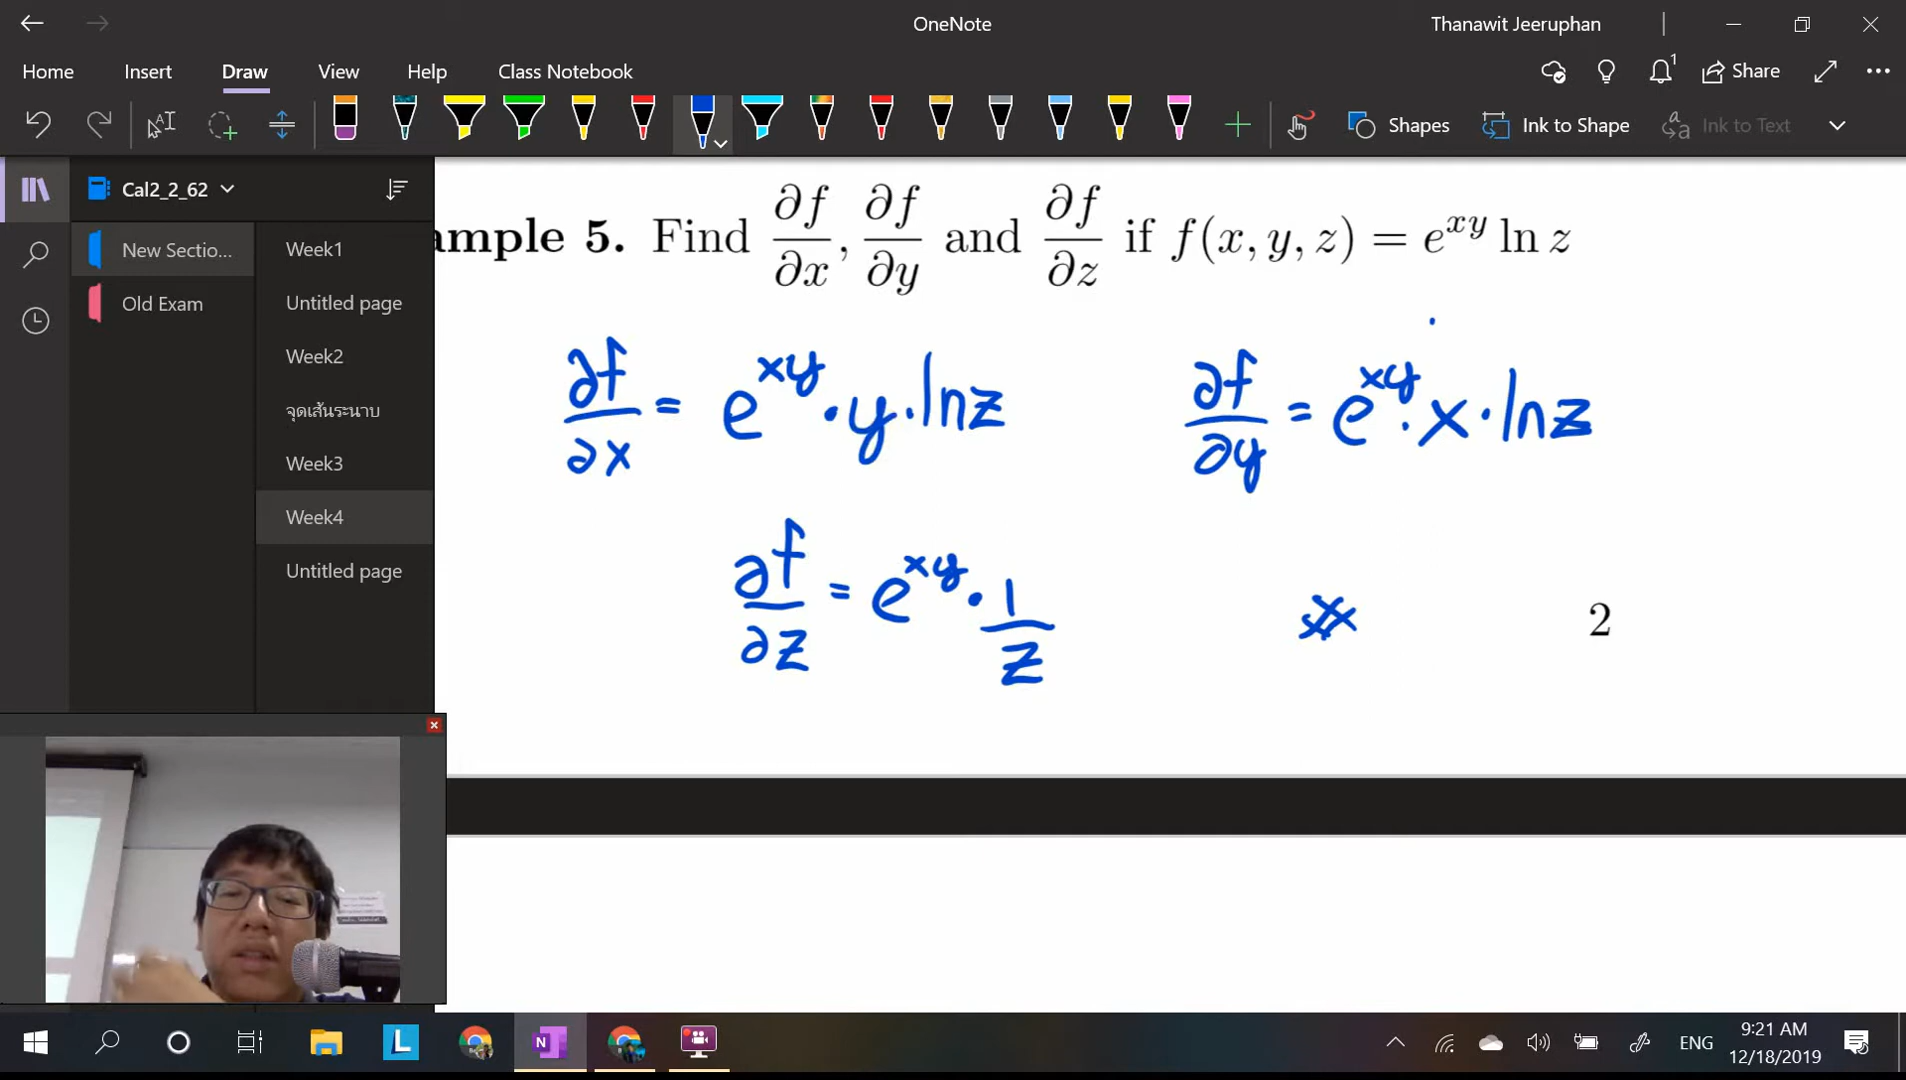 OneNote
Thanawit Jeeruphan
Home Insert Draw View Help Class Notebook
1
Share
Shapes Ink to Shape Ink to Text
Cal2_2_62
New Sectio...
Old Exam
Week1
Untitled page
Week2
จุดเส้นระนาบ
Week3
Week4
Untitled page
ample 5. Find ∂f/∂x, ∂f/∂y and ∂f/∂z if f(x, y, z) = e^{xy} ln z
∂f/∂x = e^{xy} · y · ln z
∂f/∂y = e^{xy} · x · ln z
∂f/∂z = e^{xy} · 1/z
2
L
N
ENG
9:21 AM
12/18/2019